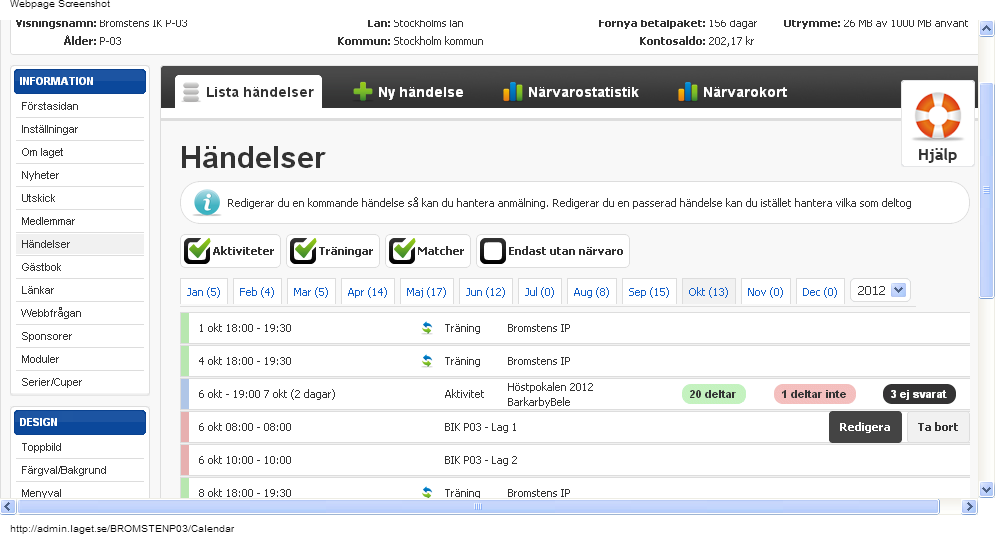 Webpage Screenshot
Visningsnamn: Bromstens IK P-03 Län: Stockholms län Förnya betalpaket: 156 dagar Utrymme: 26 MB av 1000 MB använt
Ålder: P-03 Kommun: Stockholm kommun Kontosaldo: 202,17 kr
INFORMATION
Förstasidan
Inställningar
Om laget
Nyheter
Utskick
Medlemmar
Händelser
Gästbok
Länkar
Webbfrågan
Sponsorer
Moduler
Serier/Cuper
DESIGN
Toppbild
Färgval/Bakgrund
Menyval
Lista händelser Ny händelse Närvarostatistik Närvarokort
Hjälp
Händelser
Redigerar du en kommande händelse så kan du hantera anmälning. Redigerar du en passerad händelse kan du istället hantera vilka som deltog
Aktiviteter Träningar Matcher Endast utan närvaro
Jan (5) Feb (4) Mar (5) Apr (14) Maj (17) Jun (12) Jul (0) Aug (8) Sep (15) Okt (13) Nov (0) Dec (0) 2012
1 okt 18:00 - 19:30 Träning Bromstens IP
4 okt 18:00 - 19:30 Träning Bromstens IP
6 okt - 19:00 7 okt (2 dagar) Aktivitet Höstpokalen 2012 BarkarbyBele 20 deltar 1 deltar inte 3 ej svarat
6 okt 08:00 - 08:00 BIK P03 - Lag 1 Redigera Ta bort
6 okt 10:00 - 10:00 BIK P03 - Lag 2
8 okt 18:00 - 19:30 Träning Bromstens IP
http://admin.laget.se/BROMSTENP03/Calendar